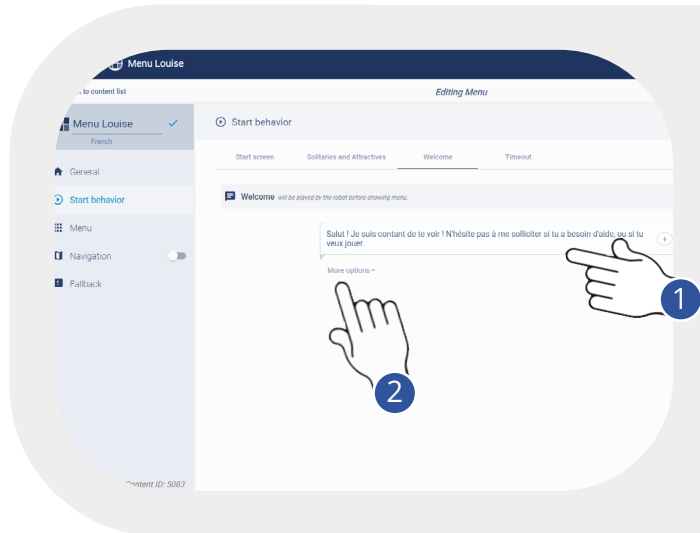 Menu Louise
to content list
Editing Menu
Menu Louise
French
Start behavior
Start screen
Solitaries and Attractives
Welcome
Timeout
General
Start behavior
Menu
Navigation
Fallback
Welcome will be played by the robot before showing menu.
Salut ! Je suis contant de te voir ! N'hésite pas à me solliciter si tu a besoin d'aide, ou si tu
veux jouer.
+
More options
1
2
Content ID: 5083